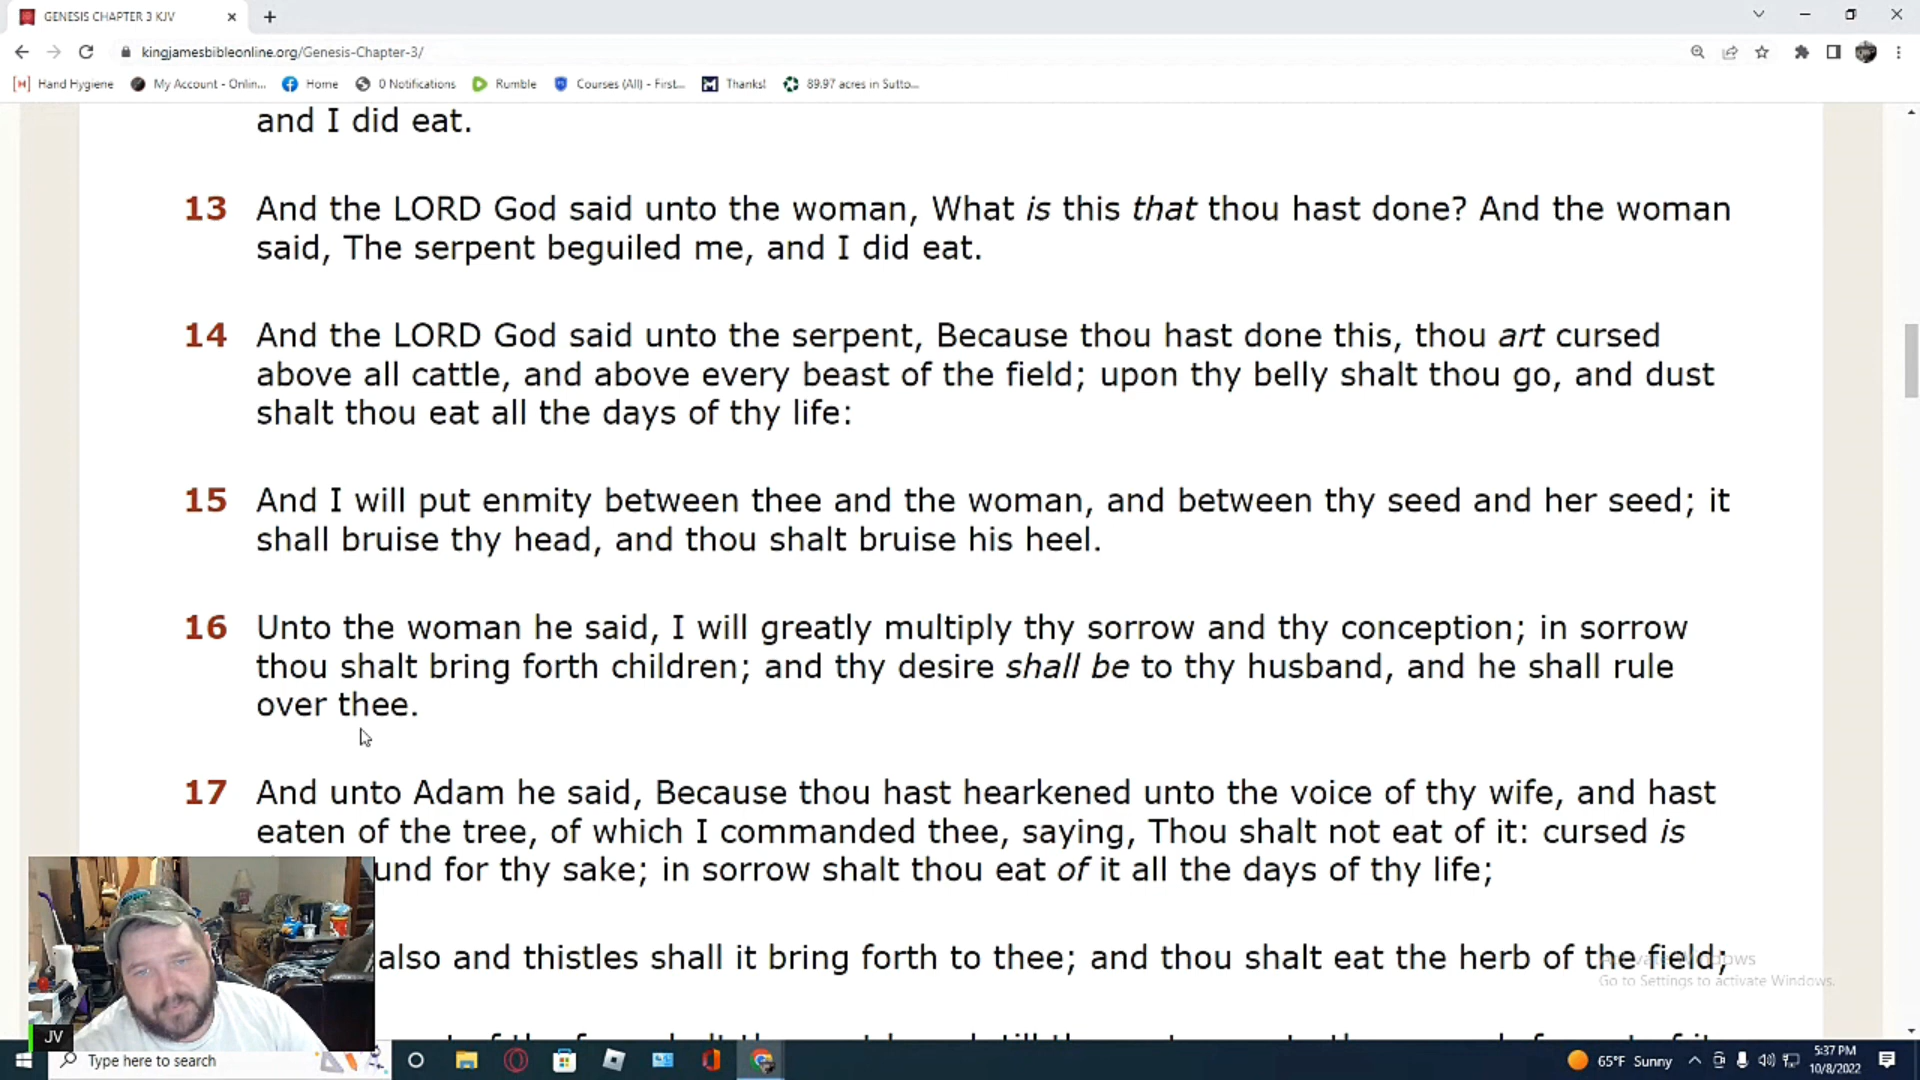 GENESIS CHAPTER 3 KJV
kingjamesbibleonline.org/Genesis-Chapter-3/
Hand Hygiene My Account - Onlin... Home 0 Notifications Rumble Courses (All) - First... Thanks! 89.97 acres in Sutto...
and I did eat.
13 And the LORD God said unto the woman, What is this that thou hast done? And the woman
said, The serpent beguiled me, and I did eat.
14 And the LORD God said unto the serpent, Because thou hast done this, thou art cursed
above all cattle, and above every beast of the field; upon thy belly shalt thou go, and dust
shalt thou eat all the days of thy life:
15 And I will put enmity between thee and the woman, and between thy seed and her seed; it
shall bruise thy head, and thou shalt bruise his heel.
16 Unto the woman he said, I will greatly multiply thy sorrow and thy conception; in sorrow
thou shalt bring forth children; and thy desire shall be to thy husband, and he shall rule
over thee.
17 And unto Adam he said, Because thou hast hearkened unto the voice of thy wife, and hast
eaten of the tree, of which I commanded thee, saying, Thou shalt not eat of it: cursed is
und for thy sake; in sorrow shalt thou eat of it all the days of thy life;
also and thistles shall it bring forth to thee; and thou shalt eat the herb of the field;
Activate Windows
Go to Settings to activate Windows.
JV
Type here to search
65°F Sunny
5:37 PM
10/8/2022